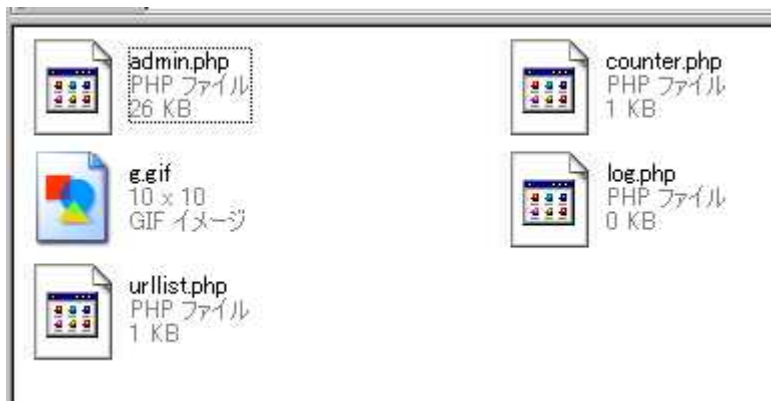 admin.php
PHP ファイル
26 KB
counter.php
PHP ファイル
1 KB
g.gif
10 x 10
GIF イメージ
log.php
PHP ファイル
0 KB
urllist.php
PHP ファイル
1 KB